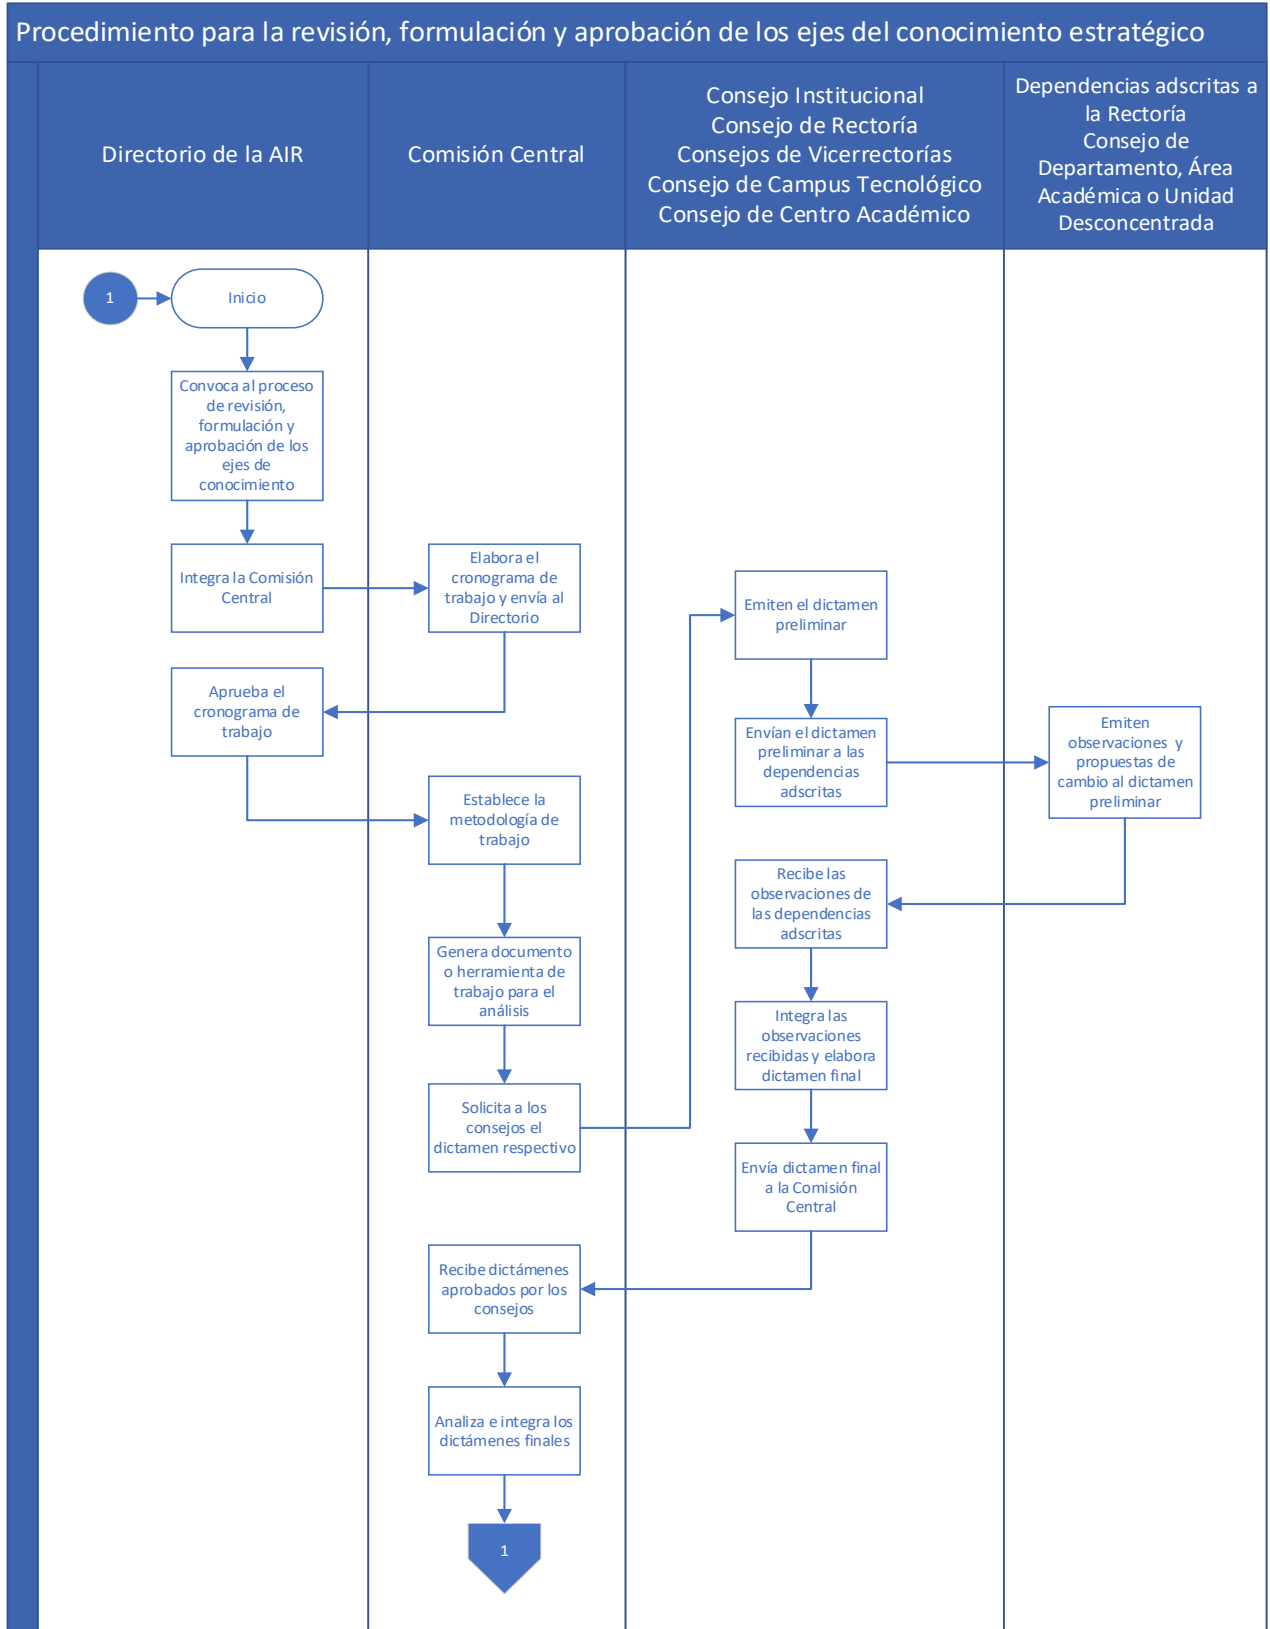 Procedimiento para la revisión, formulación y aprobación de los ejes del conocimiento estratégico
Directorio de la AIR
Comisión Central
Consejo Institucional
Consejo de Rectoría
Consejos de Vicerrectorías
Consejo de Campus Tecnológico
Consejo de Centro Académico
Dependencias adscritas a
la Rectoría
Consejo de
Departamento, Área
Académica o Unidad
Desconcentrada
1
Inicio
Convoca al proceso
de revisión,
formulación y
aprobación de los
ejes de
conocimiento
Integra la Comisión
Central
Elabora el
cronograma de
trabajo y envía al
Directorio
Aprueba el
cronograma de
trabajo
Establece la
metodología de
trabajo
Genera documento
o herramienta de
trabajo para el
análisis
Solicita a los
consejos el
dictamen respectivo
Emiten el dictamen
preliminar
Envían el dictamen
preliminar a las
dependencias
adscritas
Emiten
observaciones y
propuestas de
cambio al dictamen
preliminar
Recibe las
observaciones de
las dependencias
adscritas
Integra las
observaciones
recibidas y elabora
dictamen final
Envía dictamen final
a la Comisión
Central
Recibe dictámenes
aprobados por los
consejos
Analiza e integra los
dictámenes finales
1